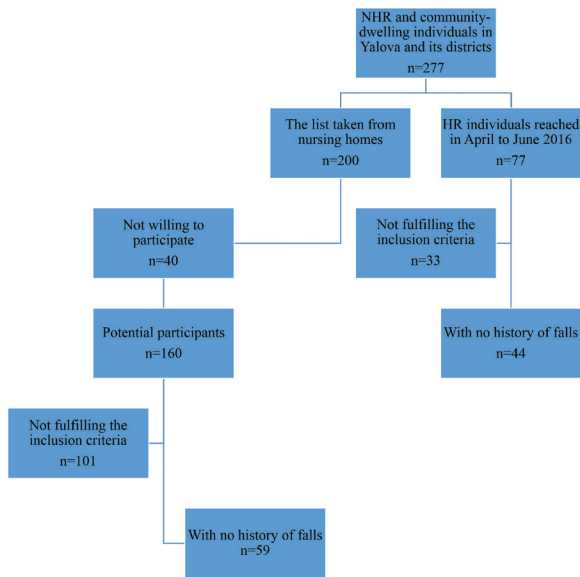 NHR and community-
dwelling individuals in
Yalova and its districts
n=277
The list taken from
nursing homes
n=200
HR individuals reached
in April to June 2016
n=77
Not willing to
participate
n=40
Not fulfilling the
inclusion criteria
n=33
Potential participants
n=160
With no history of falls
n=44
Not fulfilling the
inclusion criteria
n=101
With no history of falls
n=59